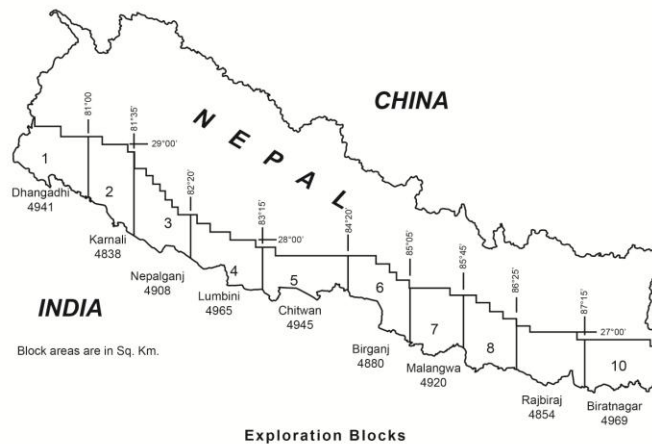 CHINA
N E P A L
81°00'
81°35'
29°00'
1
Dhangadhi
4941
2
Karnali
4838
82°20'
3
Nepalganj
4908
83°15'
28°00'
4
Lumbini
4965
84°20'
5
Chitwan
4945
85°05'
6
Birganj
4880
85°45'
7
Malangwa
4920
86°25'
8
87°15'
27°00'
Rajbiraj
4854
10
Biratnagar
4969
INDIA
Block areas are in Sq. Km.
Exploration Blocks